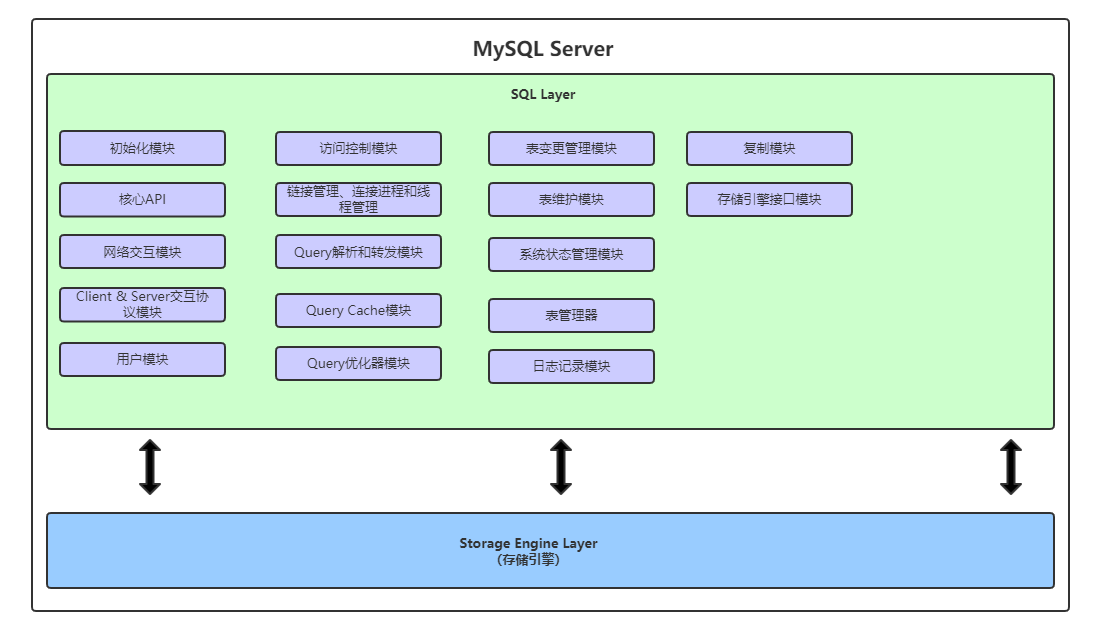 MySQL Server
SQL Layer
初始化模块
访问控制模块
表变更管理模块
复制模块
核心API
链接管理、连接进程和线
程管理
表维护模块
存储引擎接口模块
网络交互模块
Query解析和转发模块
系统状态管理模块
Client & Server交互协
议模块
Query Cache模块
表管理器
用户模块
Query优化器模块
日志记录模块
Storage Engine Layer
（存储引擎）